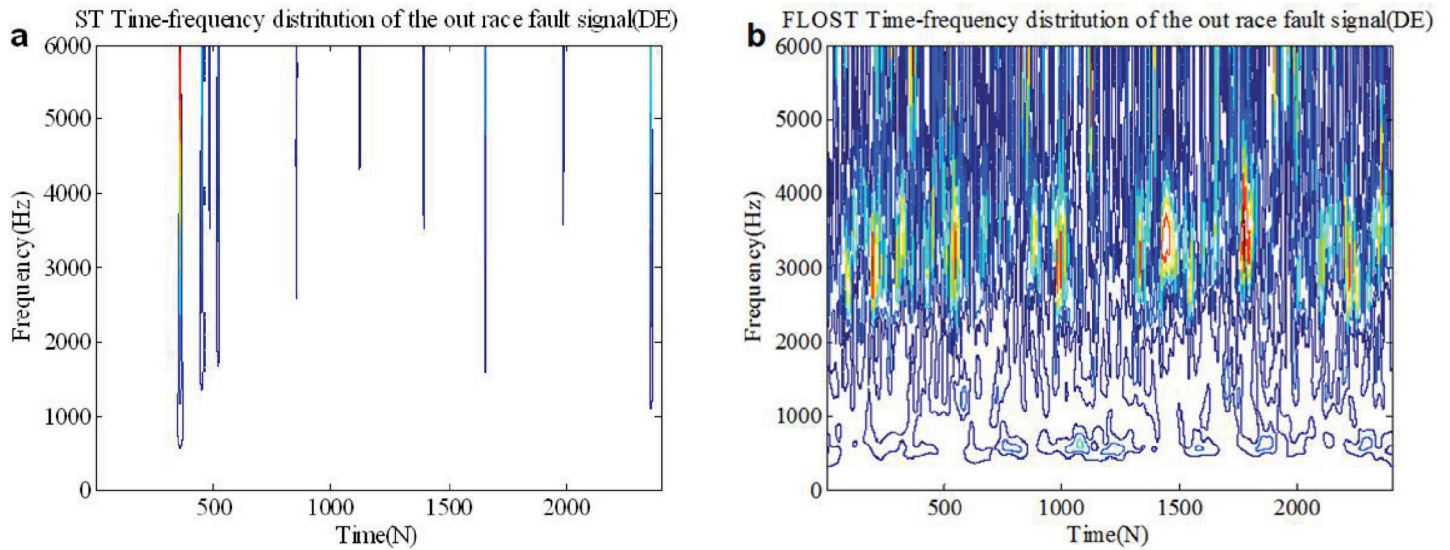 a
ST Time-frequency distritution of the out race fault signal(DE)
6000
5000
4000
3000
2000
1000
0
Frequency(Hz)
500
1000
1500
2000
Time(N)
b
FLOST Time-frequency distritution of the out race fault signal(DE)
6000
5000
4000
3000
2000
1000
0
Frequency(Hz)
500
1000
1500
2000
Time(N)